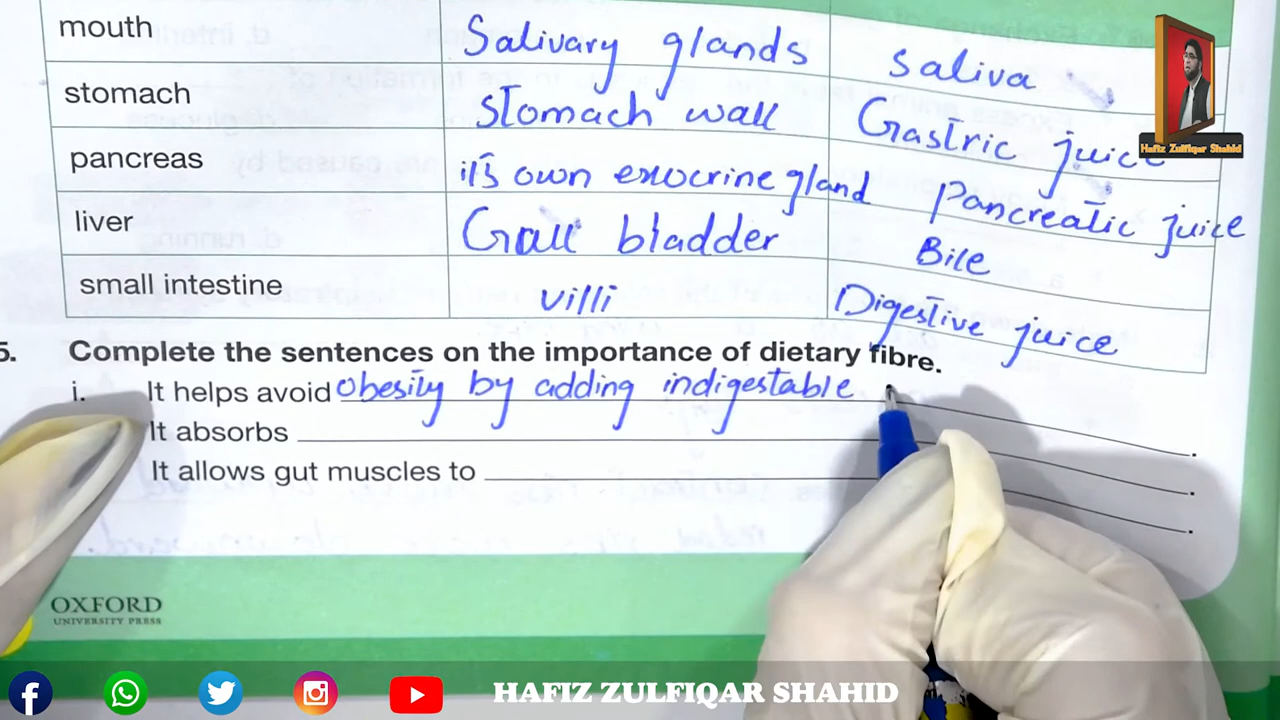 mouth Salivary glands saliva
stomach stomach wall Gastric juice
pancreas it's own exocrine gland Pancreatic juice
liver Gall bladder Bile
small intestine villi Digestive juice
5. Complete the sentences on the importance of dietary fibre.
i. It helps avoid obesity by adding indigestable
It absorbs
It allows gut muscles to
OXFORD
UNIVERSITY PRESS
Hafiz Zulfiqar Shahid
HAFIZ ZULFIQAR SHAHID